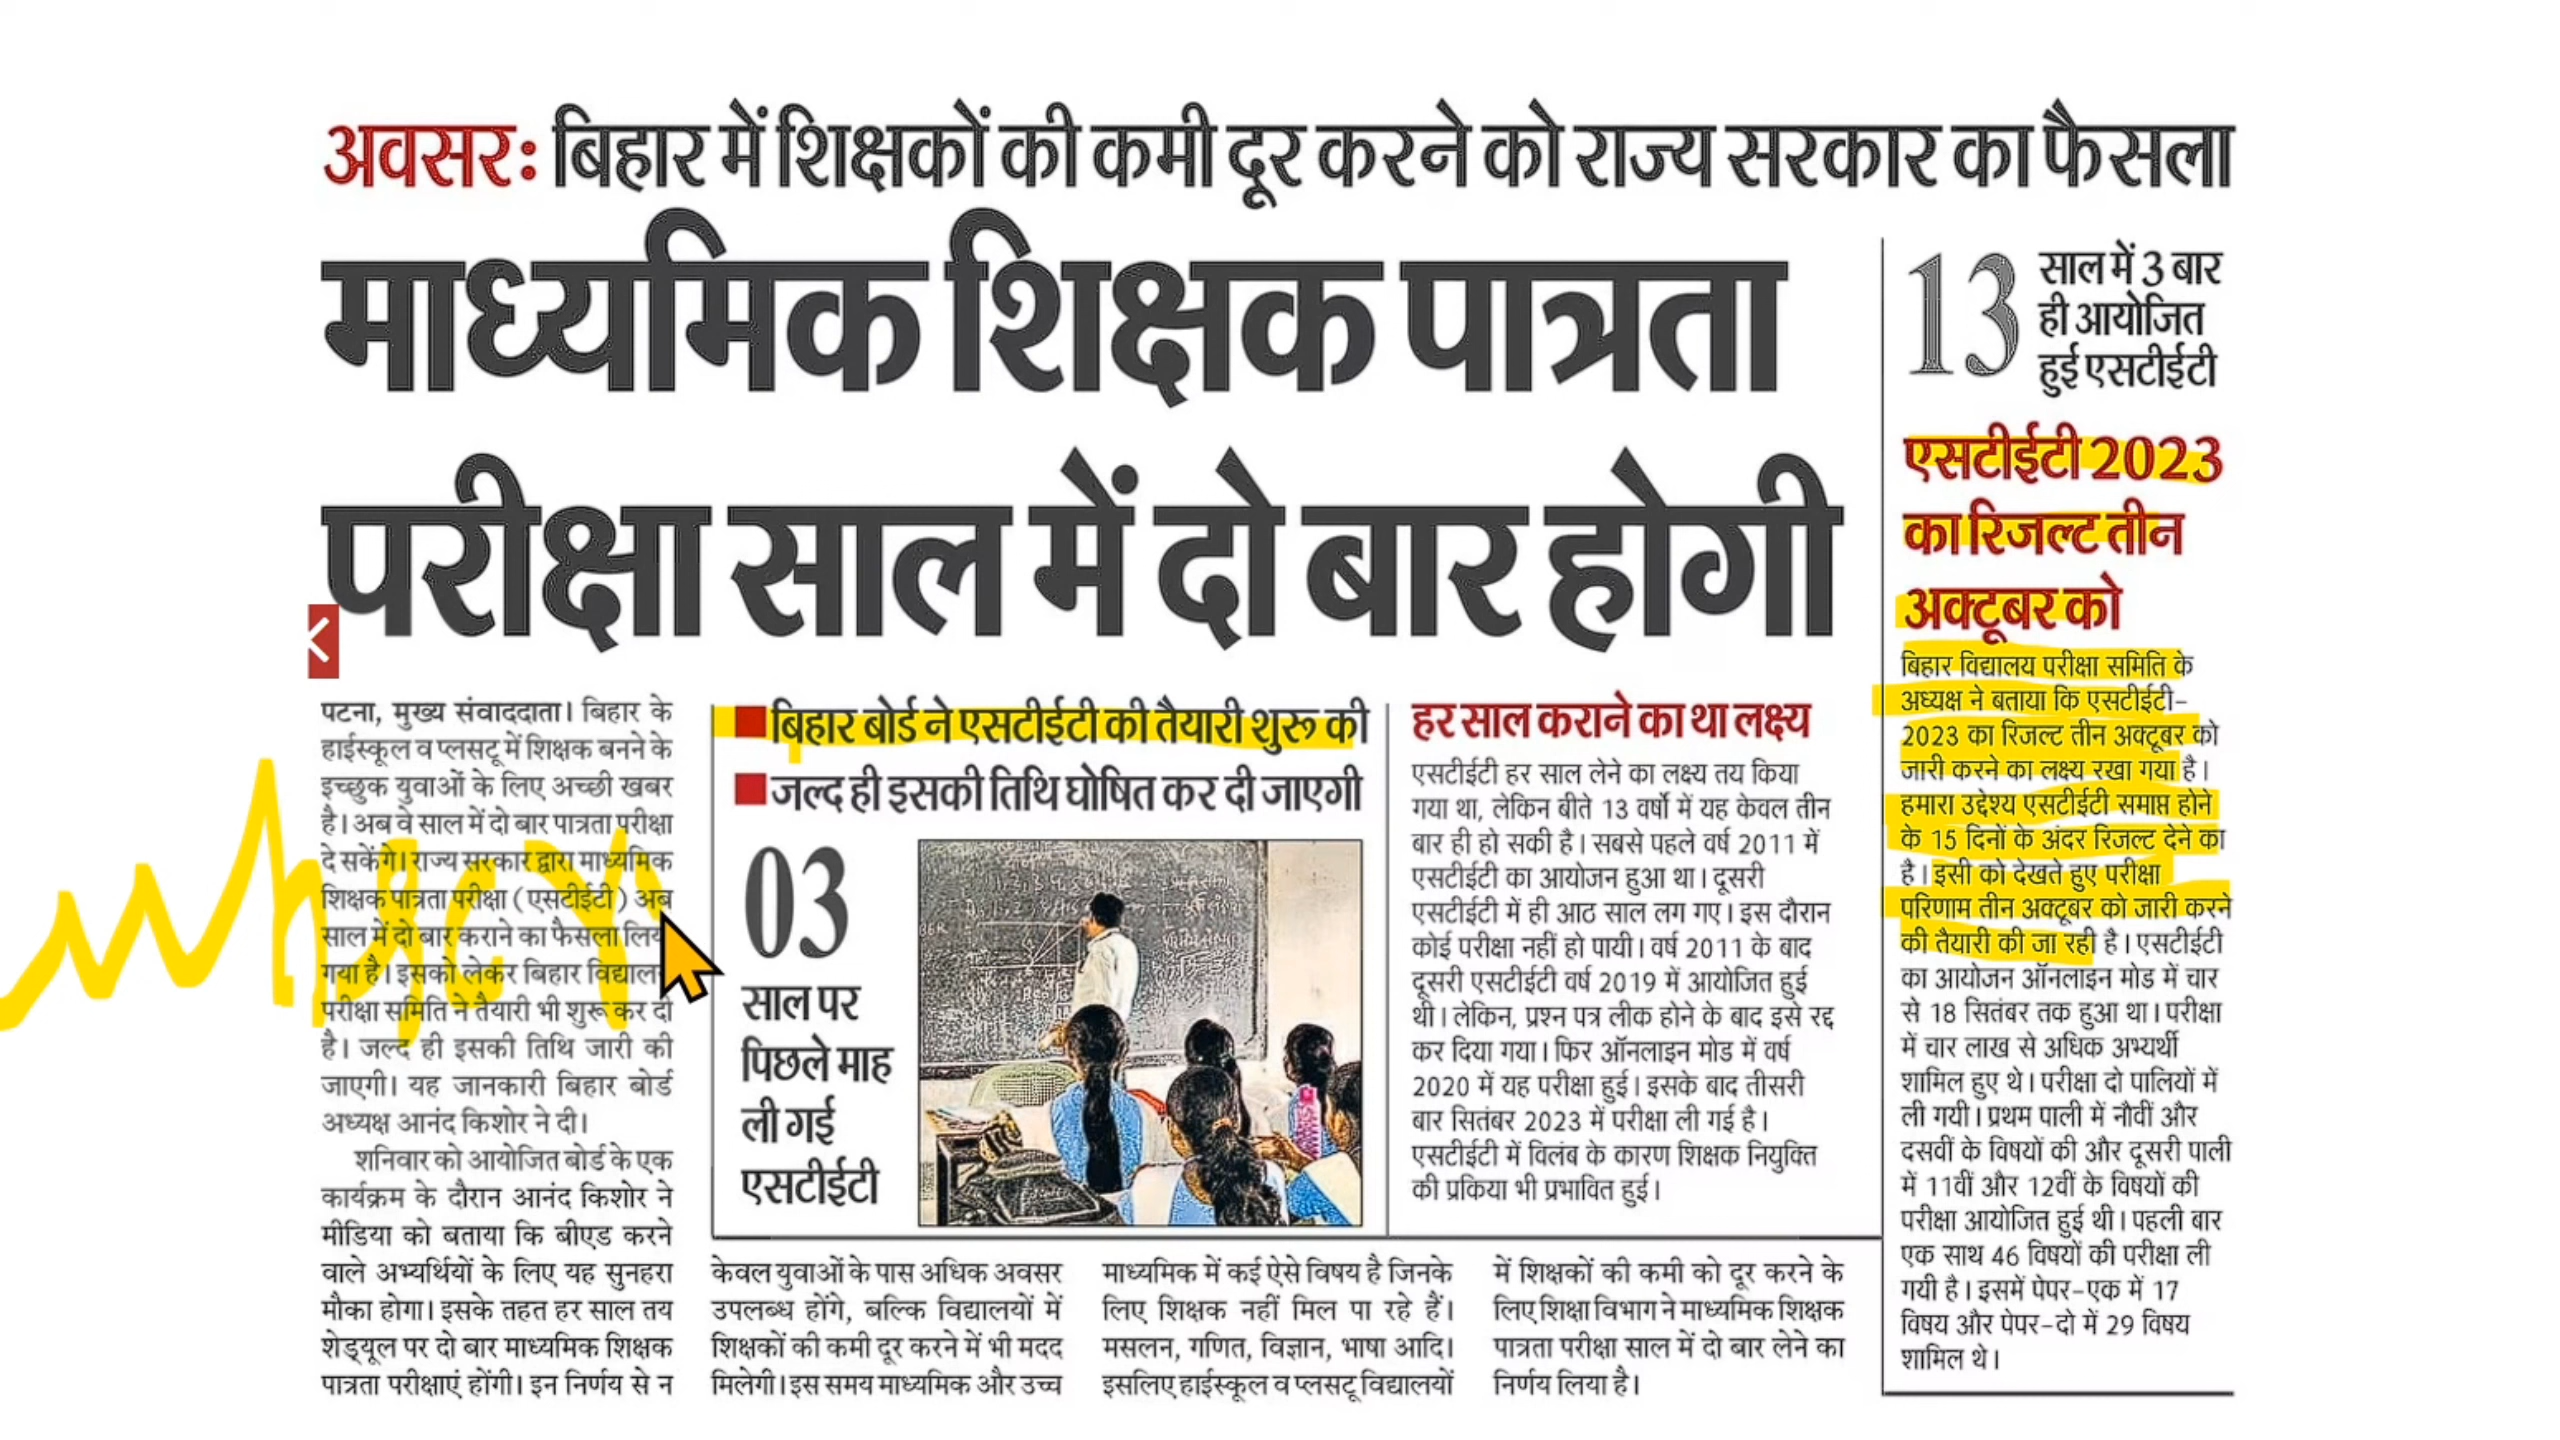 अवसर: बिहार में शिक्षकों की कमी दूर करने को राज्य सरकार का फैसला
माध्यमिक शिक्षक पात्रता
परीक्षा साल में दो बार होगी
पटना, मुख्य संवाददाता। बिहार के
हाईस्कूल व प्लसटू में शिक्षक बनने के
इच्छुक युवाओं के लिए अच्छी खबर
है। अब वे साल में दो बार पात्रता परीक्षा
दे सकेंगे। राज्य सरकार द्वारा माध्यमिक
शिक्षक पात्रता परीक्षा (एसटीईटी) अब
साल में दो बार कराने का फैसला
गया है। इसको लेकर बिहार
परीक्षा समिति ने तैयारी भी शुरू कर दी
है। जल्द ही इसकी तिथि जारी की
जाएगी। यह जानकारी बिहार बोर्ड
अध्यक्ष आनंद किशोर ने दी।
शनिवार को आयोजित बोर्ड के एक
कार्यक्रम के दौरान आनंद किशोर ने
मीडिया को बताया कि बीएड करने
वाले अभ्यर्थियों के लिए यह सुनहरा
मौका होगा। इसके तहत हर साल तय
शेड्यूल पर दो बार माध्यमिक शिक्षक
पात्रता परीक्षाएं होंगी। इन निर्णय से न
बिहार बोर्ड ने एसटीईटी की तैयारी शुरू की
जल्द ही इसकी तिथि घोषित कर दी जाएगी
03
साल पर
पिछले माह
ली गई
एसटीईटी
केवल युवाओं के पास अधिक अवसर
उपलब्ध होंगे, बल्कि विद्यालयों में
शिक्षकों की कमी दूर करने में भी मदद
मिलेगी। इस समय माध्यमिक और उच्च
माध्यमिक में कई ऐसे विषय है जिनके
लिए शिक्षक नहीं मिल पा रहे हैं।
मसलन, गणित, विज्ञान, भाषा आदि।
इसलिए हाईस्कूल व प्लसटू विद्यालयों
में शिक्षकों की कमी को दूर करने के
लिए शिक्षा विभाग ने माध्यमिक शिक्षक
पात्रता परीक्षा साल में दो बार लेने का
निर्णय लिया है।
हर साल कराने का था लक्ष्य
एसटीईटी हर साल लेने का लक्ष्य तय किया
गया था, लेकिन बीते 13 वर्षों में यह केवल तीन
बार ही हो सकी है। सबसे पहले वर्ष 2011 में
एसटीईटी का आयोजन हुआ था। दूसरी
एसटीईटी में ही आठ साल लग गए। इस दौरान
कोई परीक्षा नहीं हो पायी। वर्ष 2011 के बाद
दूसरी एसटीईटी वर्ष 2019 में आयोजित हुई
थी। लेकिन, प्रश्न पत्र लीक होने के बाद इसे रद्द
कर दिया गया। फिर ऑनलाइन मोड में वर्ष
2020 में यह परीक्षा हुई। इसके बाद तीसरी
बार सितंबर 2023 में परीक्षा ली गई है।
एसटीईटी में विलंब के कारण शिक्षक नियुक्ति
की प्रकिया भी प्रभावित हुई।
13
साल में 3 बार
ही आयोजित
हुई एसटीईटी
एसटीईटी 2023
का रिजल्ट तीन
अक्टूबर को
बिहार विद्यालय परीक्षा समिति के
अध्यक्ष ने बताया कि एसटीईटी-
2023 का रिजल्ट तीन अक्टूबर को
जारी करने का लक्ष्य रखा गया है।
हमारा उद्देश्य एसटीईटी समाप्त होने
के 15 दिनों के अंदर रिजल्ट देने का
है। इसी को देखते हुए परीक्षा
परिणाम तीन अक्टूबर को जारी करने
की तैयारी की जा रही है। एसटीईटी
का आयोजन ऑनलाइन मोड में चार
से 18 सितंबर तक हुआ था। परीक्षा
में चार लाख से अधिक अभ्यर्थी
शामिल हुए थे। परीक्षा दो पालियों में
ली गयी। प्रथम पाली में नौवीं और
दसवीं के विषयों की और दूसरी पाली
में 11वीं और 12वीं के विषयों की
परीक्षा आयोजित हुई थी। पहली बार
एक साथ 46 विषयों की परीक्षा ली
गयी है। इसमें पेपर-एक में 17
विषय और पेपर-दो में 29 विषय
शामिल थे।